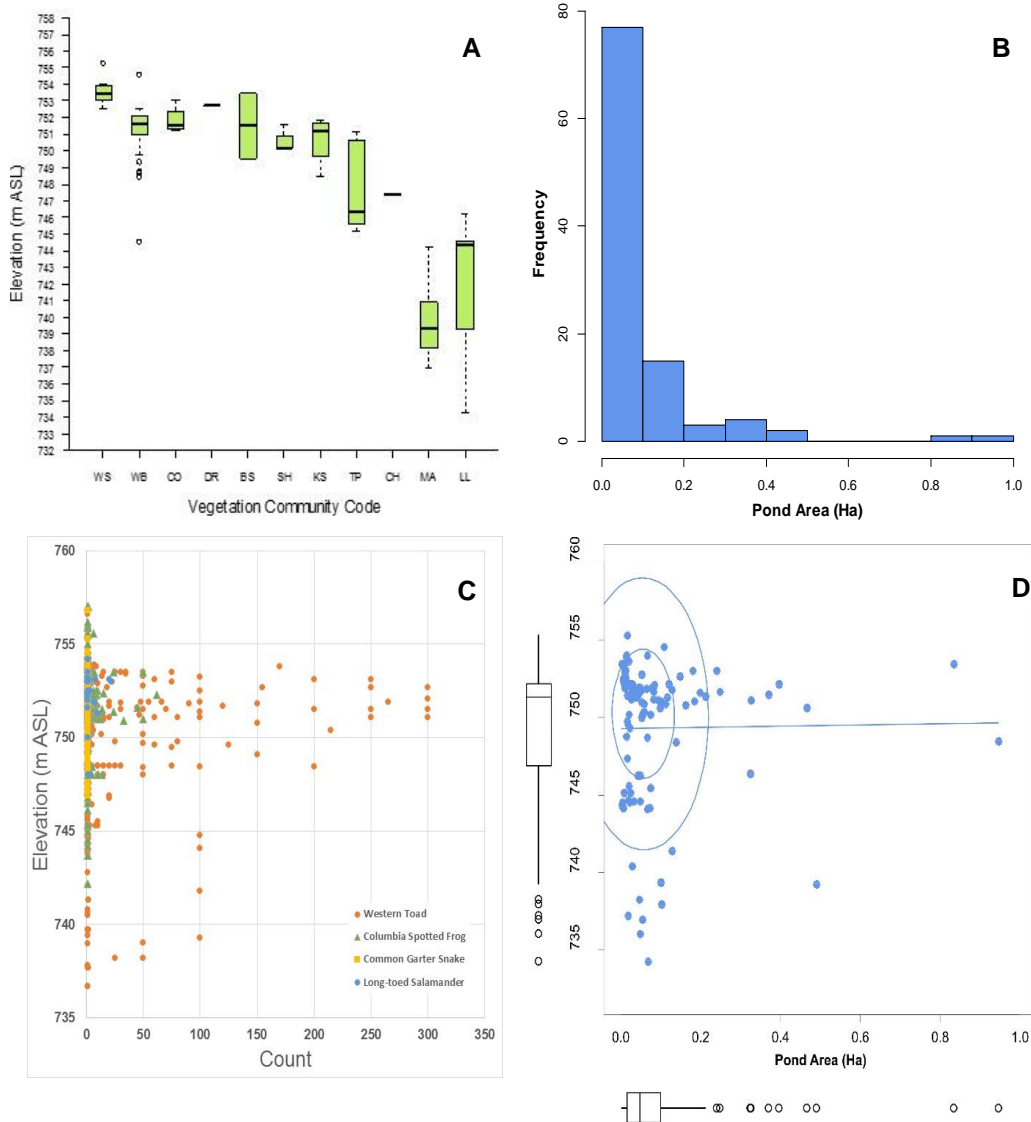 A
Elevation (m ASL)
758
757
756
755
754
753
752
751
750
749
748
747
746
745
744
743
742
741
740
739
738
737
736
735
734
733
732
WS WB CO DR BS SH KS TP CH MA LL
Vegetation Community Code
B
Frequency
80
60
40
20
0
0.0 0.2 0.4 0.6 0.8 1.0
Pond Area (Ha)
C
Elevation (m ASL)
760
755
750
745
740
735
Western Toad
Columbia Spotted Frog
Common Garter Snake
Long-toed Salamander
0 50 100 150 200 250 300 350
Count
D
760
755
750
745
740
735
0.0 0.2 0.4 0.6 0.8 1.0
Pond Area (Ha)